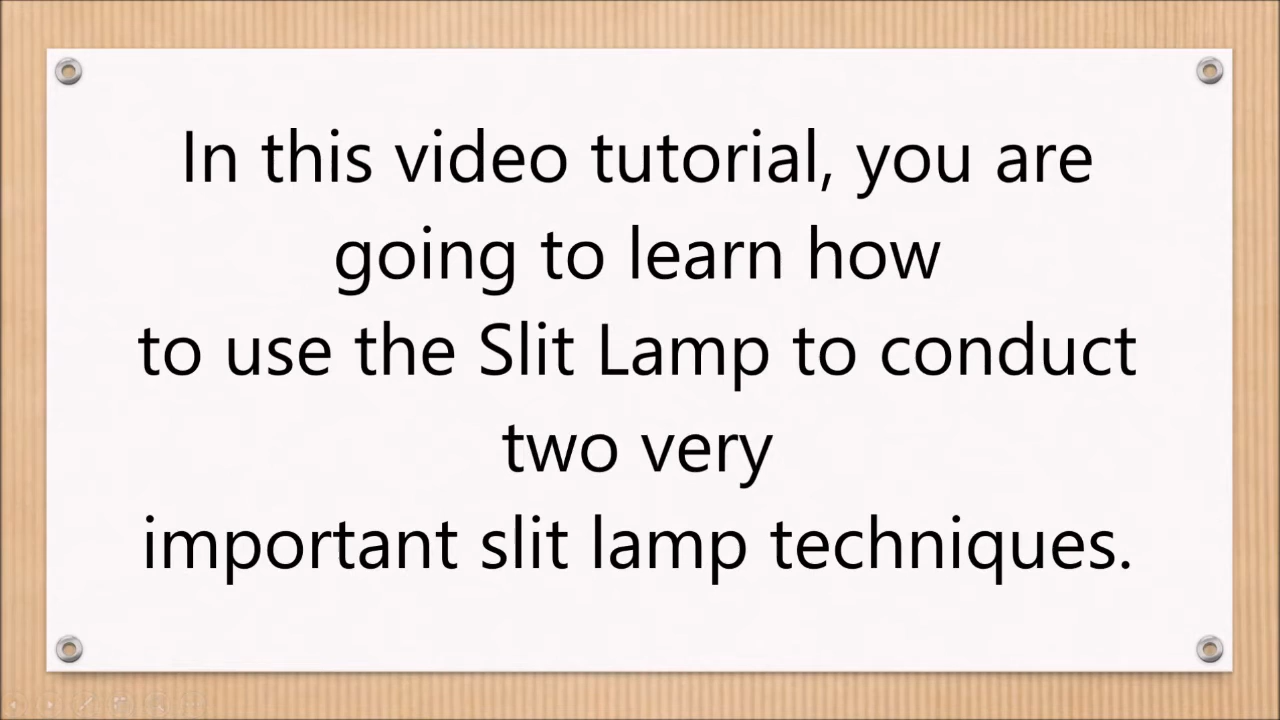 In this video tutorial, you are
going to learn how
to use the Slit Lamp to conduct
two very
important slit lamp techniques.